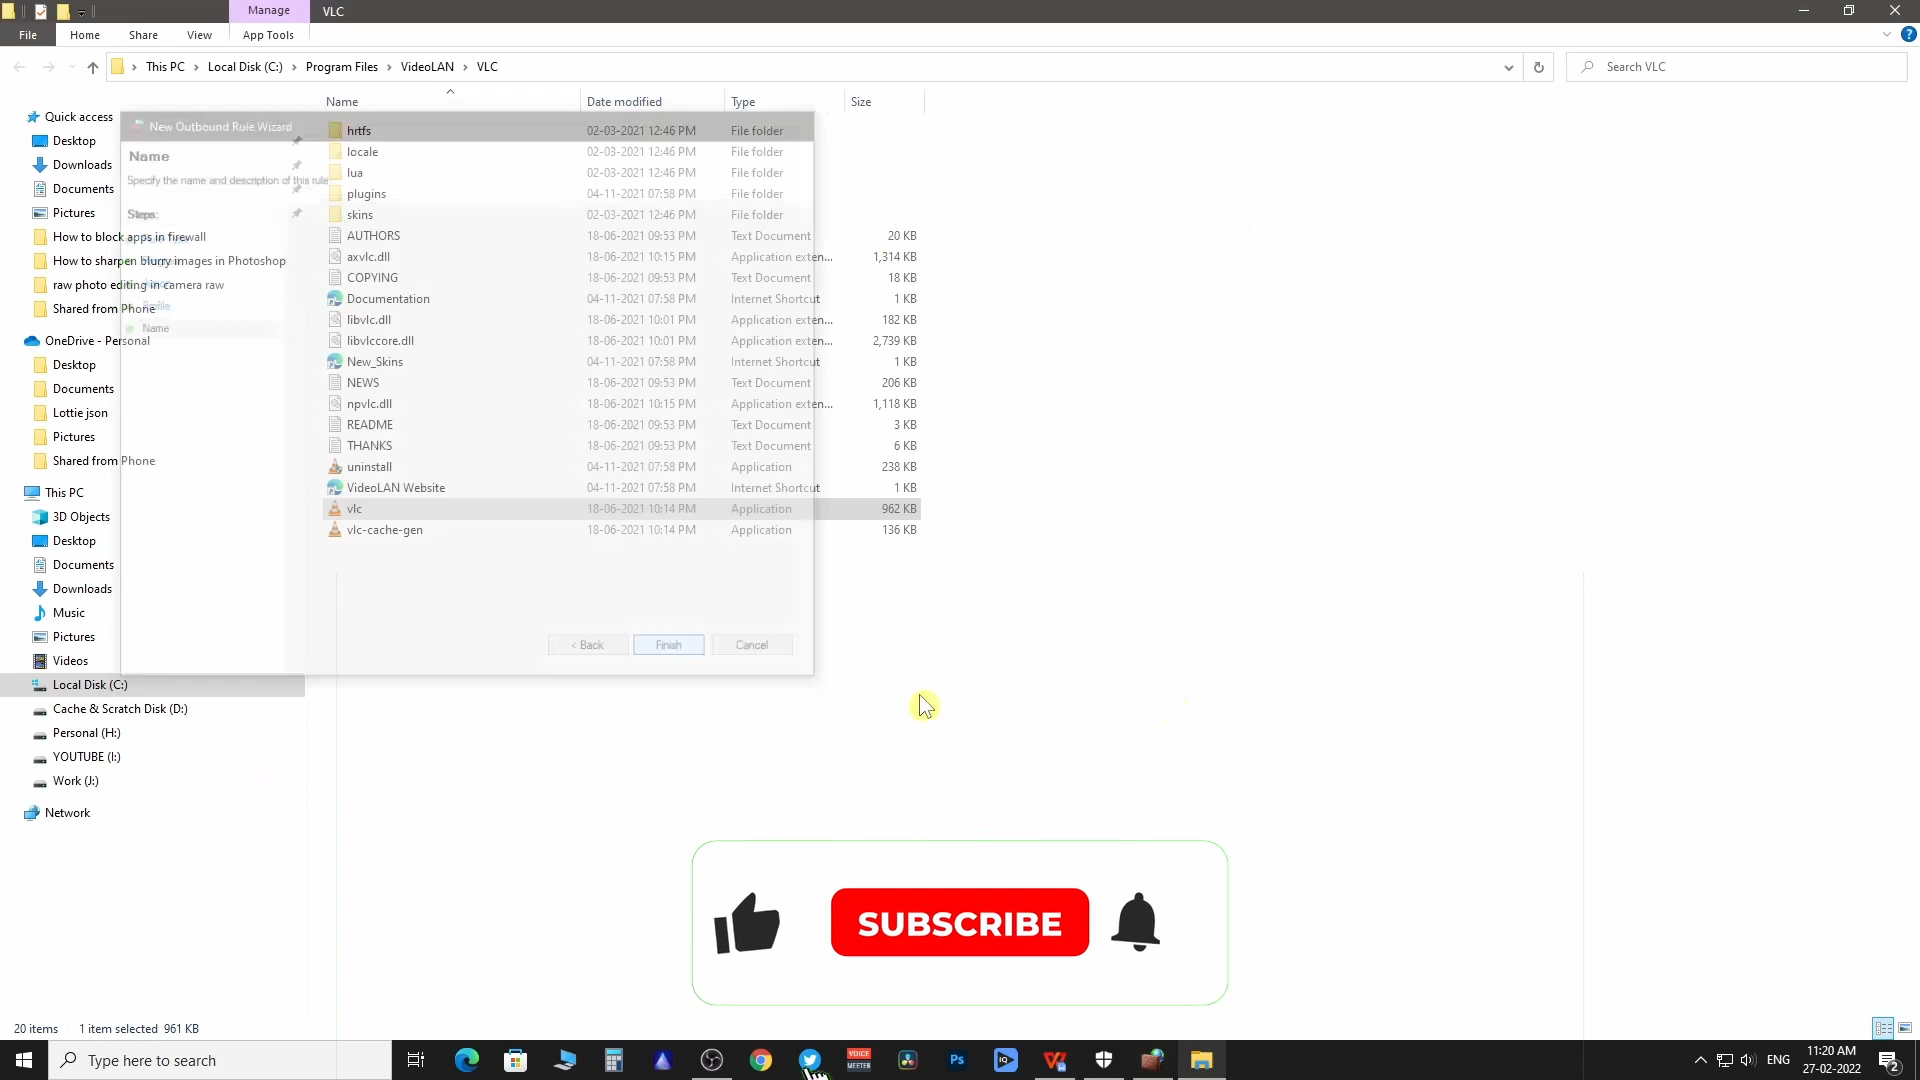 Manage
VLC
File
Home
Share
View
App Tools
This PC
Local Disk (C:)
Program Files
VideoLAN
VLC
Search VLC
Name
Date modified
Type
Size
Quick access
Desktop
Downloads
Documents
Pictures
How to block apps in firewall
How to sharpen blurry images in Photoshop
raw photo editing in camera raw
Shared from Phone
OneDrive - Personal
Desktop
Documents
Lottie json
Pictures
Shared from Phone
This PC
3D Objects
Desktop
Documents
Downloads
Music
Pictures
Videos
Local Disk (C:)
Cache & Scratch Disk (D:)
Personal (H:)
YOUTUBE (I:)
Work (J:)
Network
New Outbound Rule Wizard
Name
Specify the name and description of this rule
Steps:
Profile
Name
hrtfs 02-03-2021 12:46 PM File folder
locale 02-03-2021 12:46 PM File folder
lua 02-03-2021 12:46 PM File folder
plugins 04-11-2021 07:58 PM File folder
skins 02-03-2021 12:46 PM File folder
AUTHORS 18-06-2021 09:53 PM Text Document 20 KB
axvlc.dll 18-06-2021 10:15 PM Application exten... 1,314 KB
COPYING 18-06-2021 09:53 PM Text Document 18 KB
Documentation 04-11-2021 07:58 PM Internet Shortcut 1 KB
libvlc.dll 18-06-2021 10:01 PM Application exten... 182 KB
libvlccore.dll 18-06-2021 10:01 PM Application exten... 2,739 KB
New_Skins 04-11-2021 07:58 PM Internet Shortcut 1 KB
NEWS 18-06-2021 09:53 PM Text Document 206 KB
npvlc.dll 18-06-2021 10:15 PM Application exten... 1,118 KB
README 18-06-2021 09:53 PM Text Document 3 KB
THANKS 18-06-2021 09:53 PM Text Document 6 KB
uninstall 04-11-2021 07:58 PM Application 238 KB
VideoLAN Website 04-11-2021 07:58 PM Internet Shortcut 1 KB
vlc 18-06-2021 10:14 PM Application 962 KB
vlc-cache-gen 18-06-2021 10:14 PM Application 136 KB
< Back
Finish
Cancel
SUBSCRIBE
20 items
1 item selected 961 KB
Type here to search
VOICE
MEETER
Ps
IQ
ENG
11:20 AM
27-02-2022
2